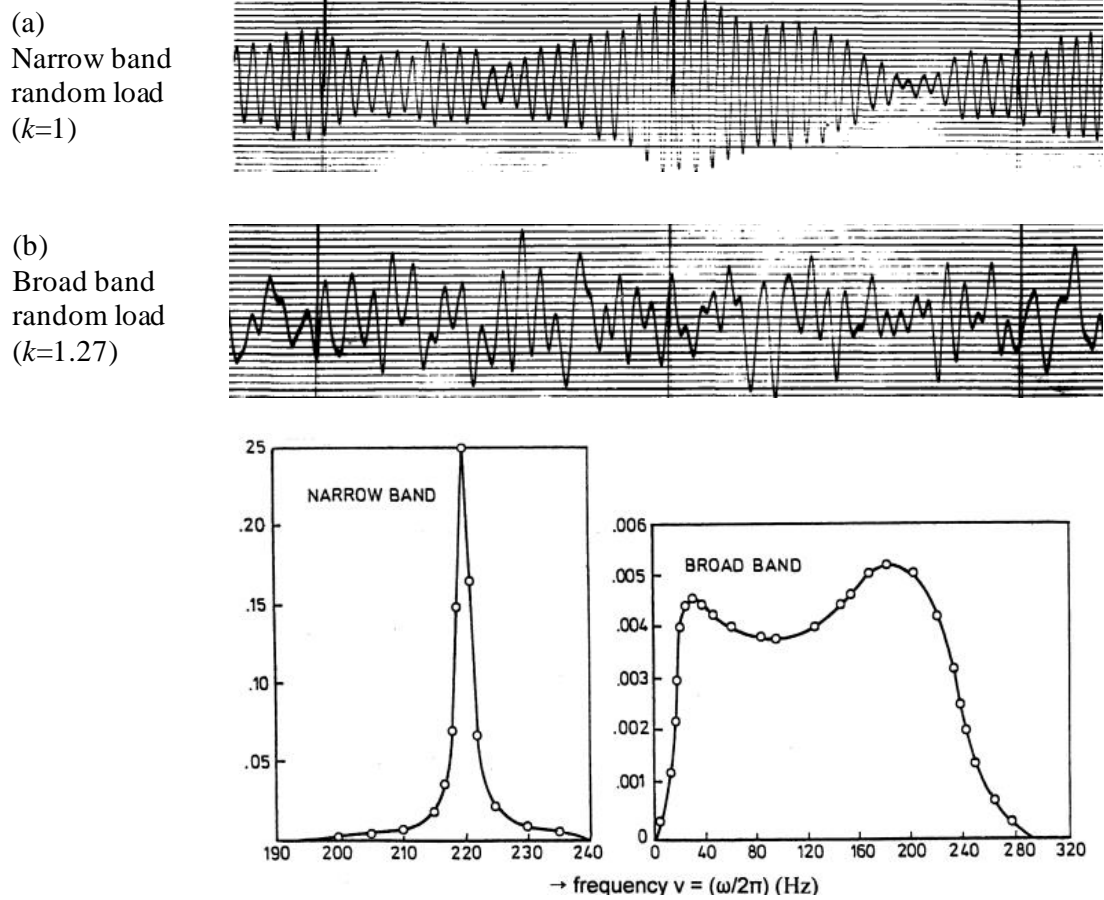 (a)
Narrow band
random load
(k=1)
(b)
Broad band
random load
(k=1.27)
.25
NARROW BAND
.20
.15
.10
.05
190 200 210 220 230 240
.006
BROAD BAND
.005
.004
.003
.002
.001
0
0 40 80 120 160 200 240 280 320
→ frequency ν = (ω/2π) (Hz)